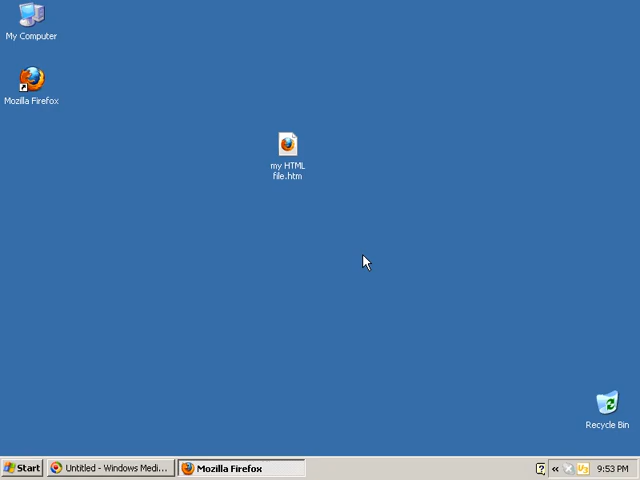 My Computer
Mozilla Firefox
my HTML
file.htm
Recycle Bin
Start
Untitled - Windows Medi...
Mozilla Firefox
9:53 PM